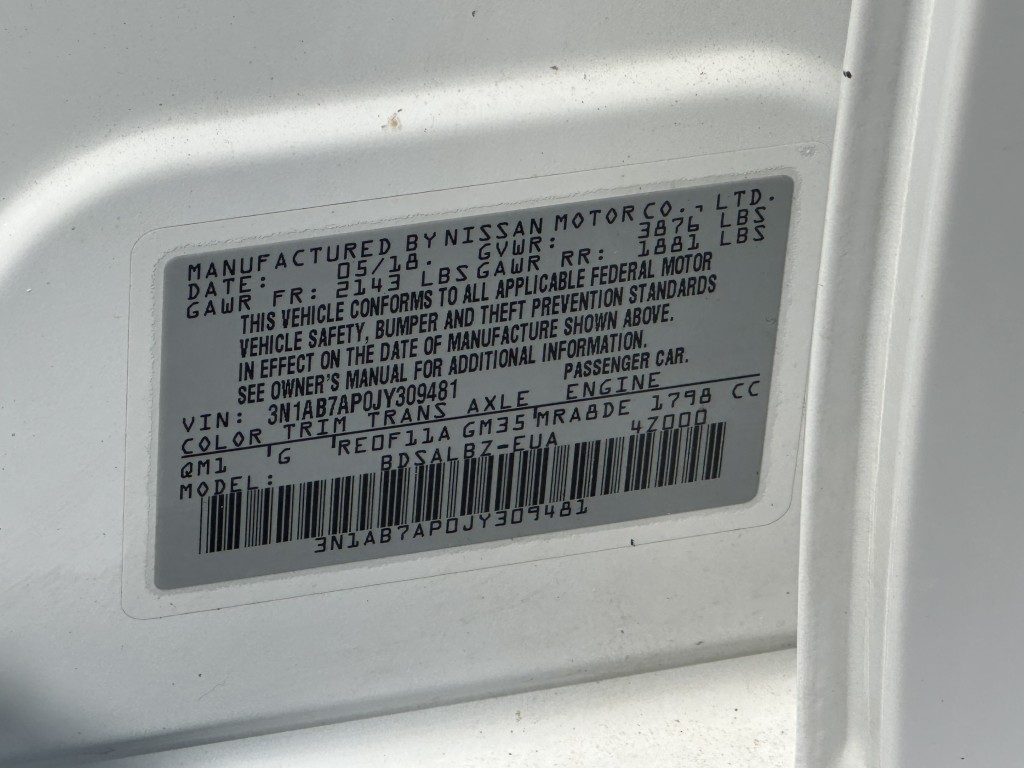 MANUFACTURED BY NISSAN MOTOR CO., LTD.
DATE: 05/18. GVWR: 3876 LBS
GAWR FR: 2143 LBS GAWR RR: 1881 LBS
THIS VEHICLE CONFORMS TO ALL APPLICABLE FEDERAL MOTOR
VEHICLE SAFETY, BUMPER AND THEFT PREVENTION STANDARDS
IN EFFECT ON THE DATE OF MANUFACTURE SHOWN ABOVE.
SEE OWNER'S MANUAL FOR ADDITIONAL INFORMATION.
VIN: 3N1AB7AP0JY309481 PASSENGER CAR.
COLOR TRIM TRANS AXLE ENGINE
QM1 G RE0F11A GM35 MRA8DE 1798 CC
MODEL: BDSALBZ-EUA 47000
3N1AB7AP0JY309481